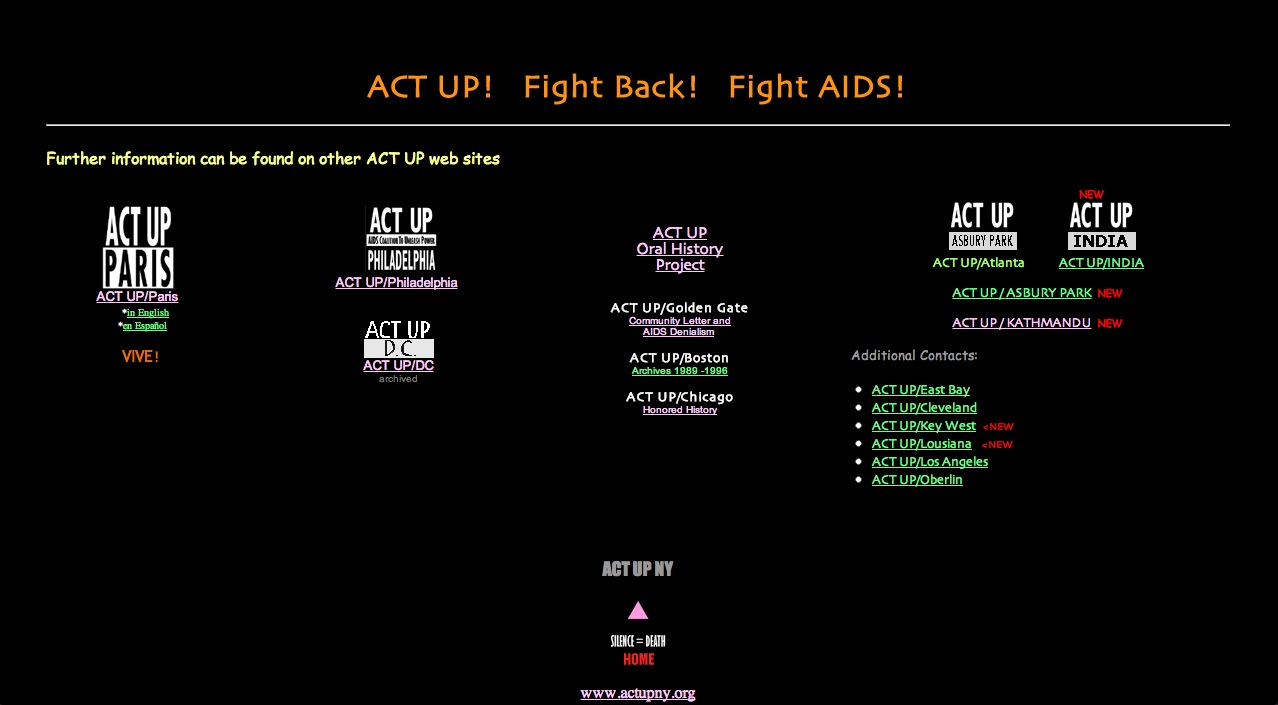 ACT UP! Fight Back! Fight AIDS!
Further information can be found on other ACT UP web sites
ACT UP
PARIS
ACT UP/Paris
*in English
*en Español
VIVE!
ACT UP
AIDS COALITION TO UNLEASH POWER
PHILADELPHIA
ACT UP/Philadelphia
ACT UP
D.C.
ACT UP/DC
archived
ACT UP
Oral History
Project
ACT UP/Golden Gate
Community Letter and
AIDS Denialism
ACT UP/Boston
Archives 1989 -1996
ACT UP/Chicago
Honored History
ACT UP
ASBURY PARK
ACT UP/Atlanta
NEW
ACT UP
INDIA
ACT UP/INDIA
ACT UP / ASBURY PARK NEW
ACT UP / KATHMANDU NEW
Additional Contacts:
ACT UP/East Bay
ACT UP/Cleveland
ACT UP/Key West <NEW
ACT UP/Lousiana <NEW
ACT UP/Los Angeles
ACT UP/Oberlin
ACT UP NY
SILENCE = DEATH
HOME
www.actupny.org